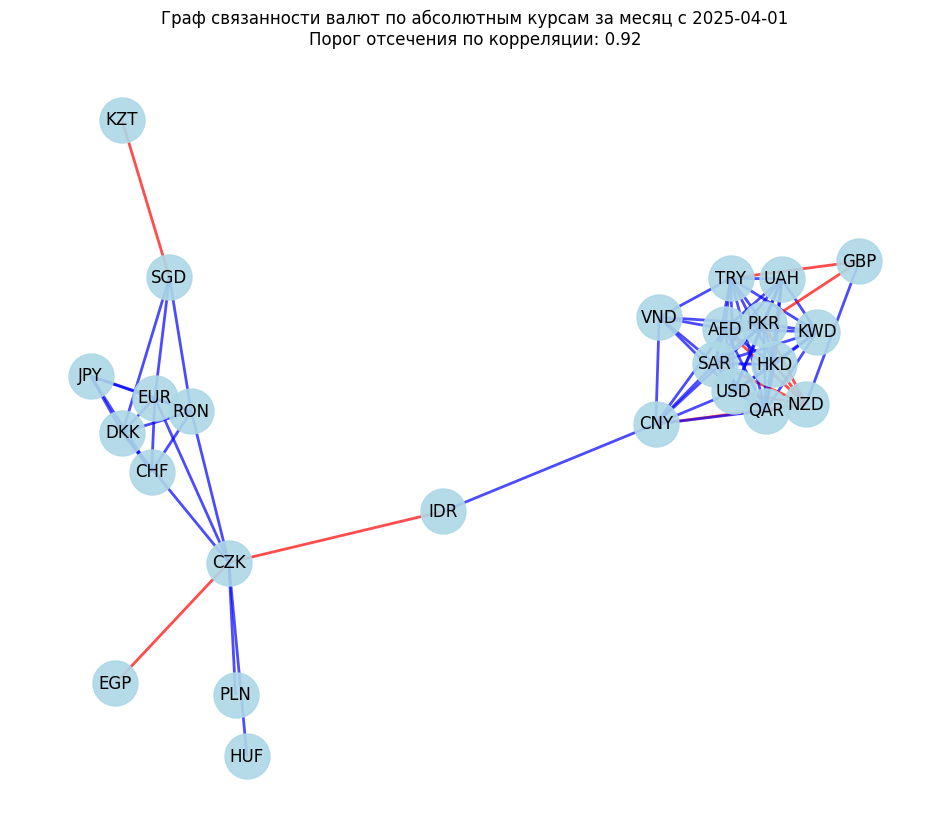 Граф связанности валют по абсолютным курсам за месяц с 2025-04-01
Порог отсечения по корреляции: 0.92
KZT
GBP
SGD
TRY
UAH
VND
AED
PKR
KWD
SAR
HKD
JPY
USD
EUR
NZD
RON
QAR
CNY
DKK
CHF
IDR
CZK
EGP
PLN
HUF